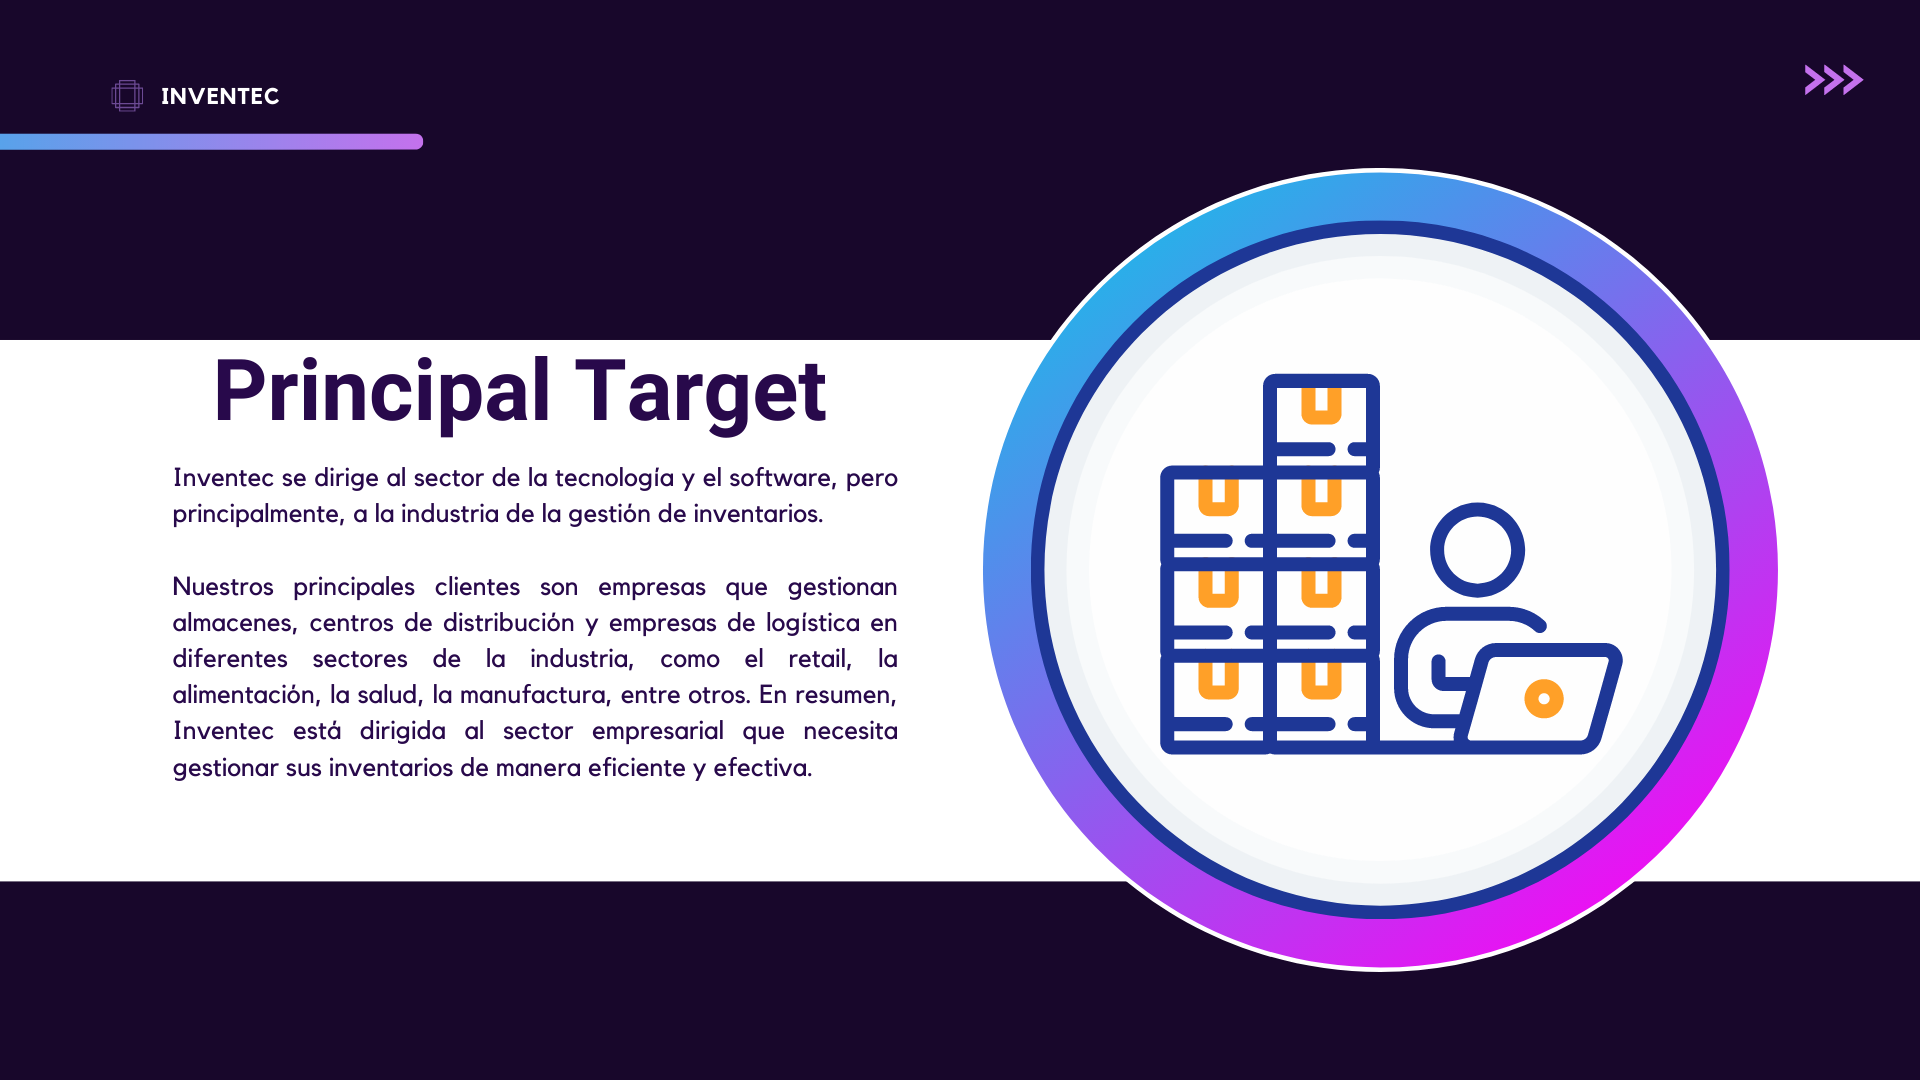 INVENTEC
Principal Target
Inventec se dirige al sector de la tecnología y el software, pero
principalmente, a la industria de la gestión de inventarios.
Nuestros principales clientes son empresas que gestionan
almacenes, centros de distribución y empresas de logística en
diferentes sectores de la industria, como el retail, la
alimentación, la salud, la manufactura, entre otros. En resumen,
Inventec está dirigida al sector empresarial que necesita
gestionar sus inventarios de manera eficiente y efectiva.